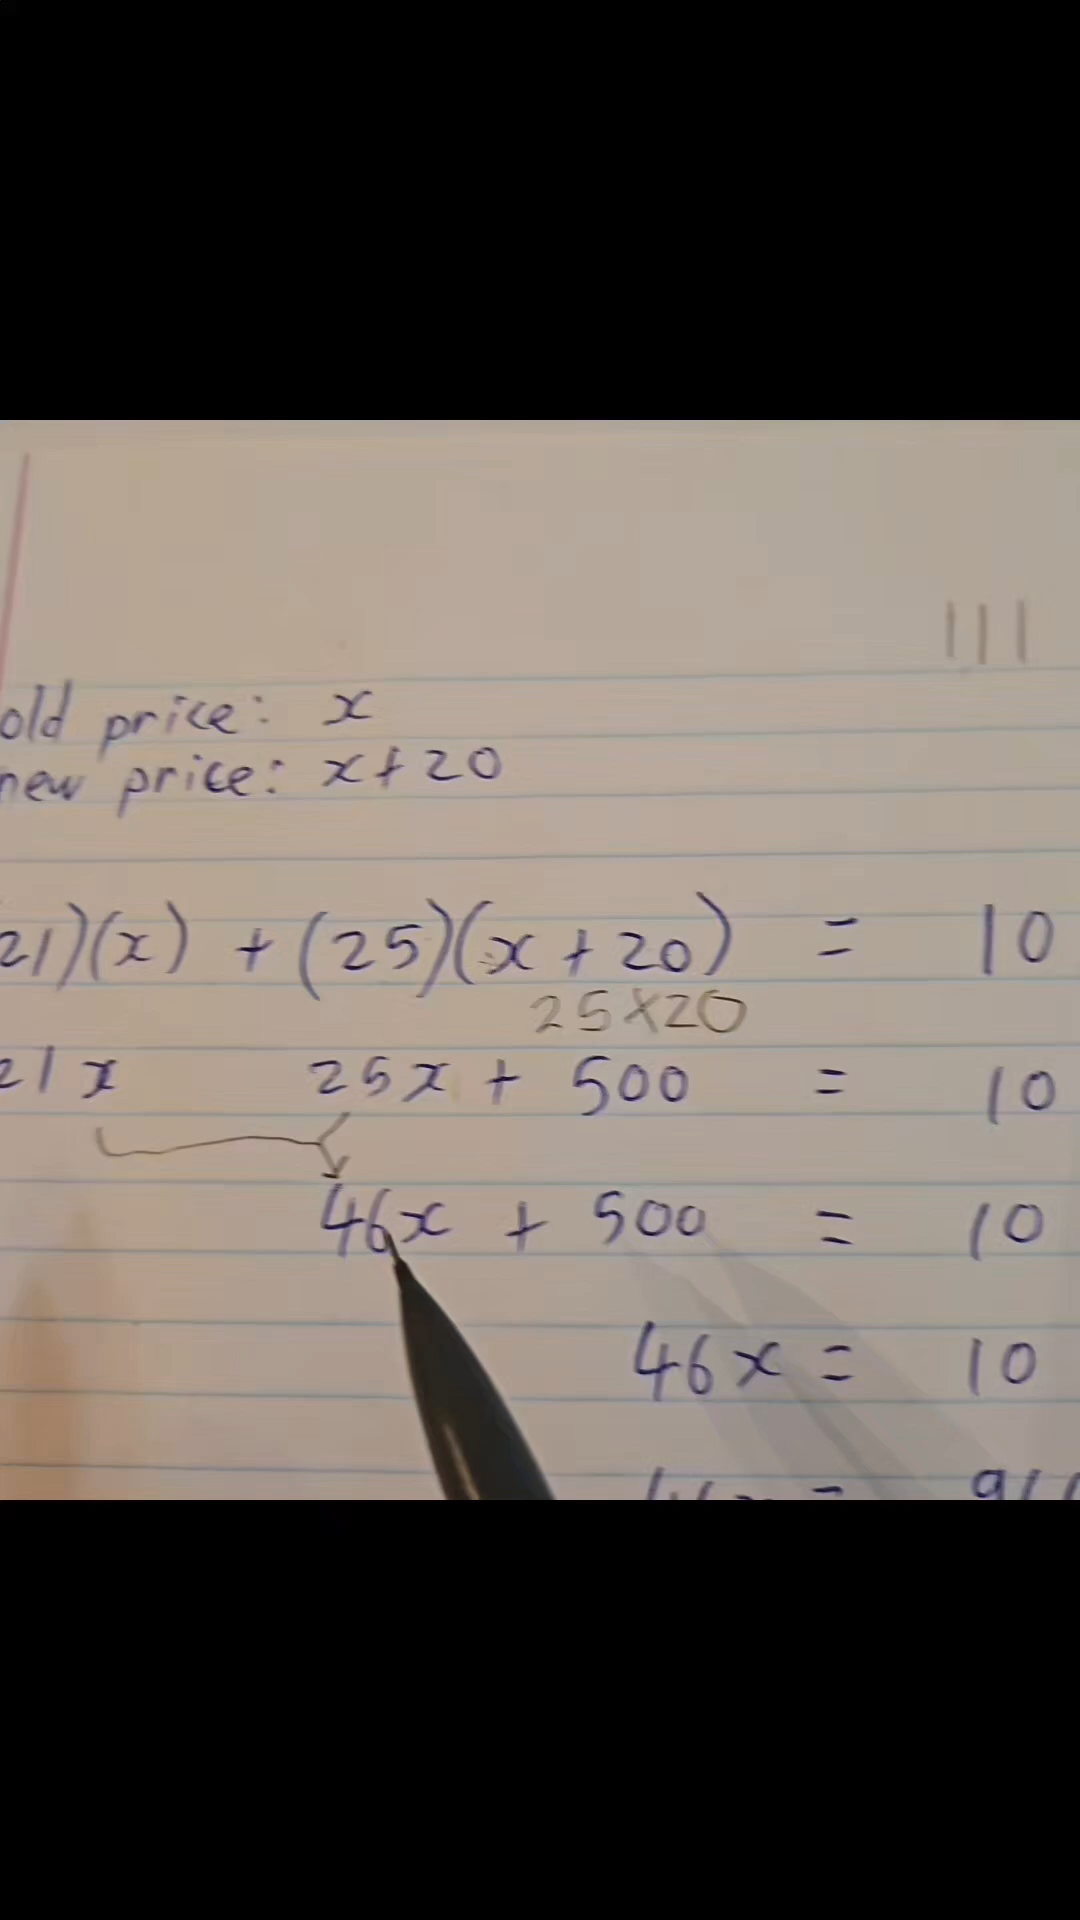 111
old price: x
new price: x+20
21)(x) + (25)(x+20) = 10
25x20
21x 25x + 500 = 10
46x + 500 = 10
46x = 10